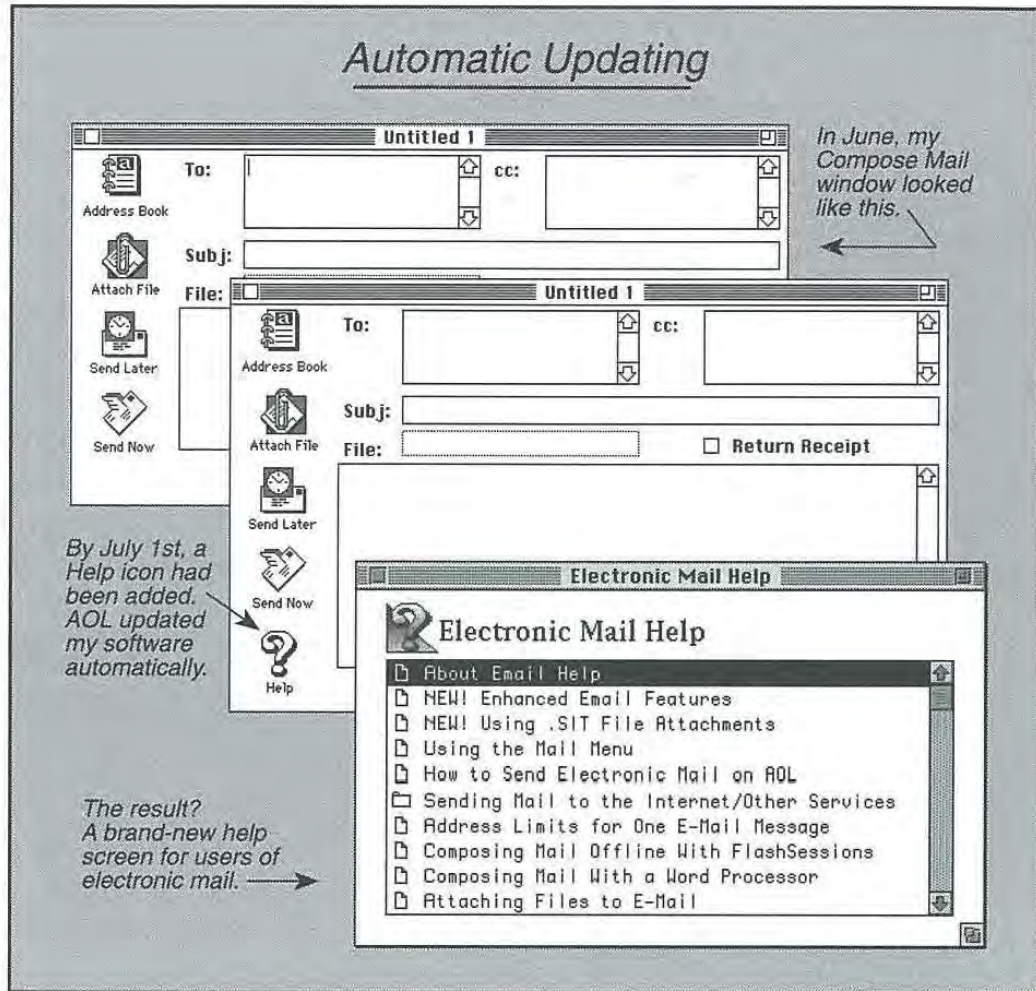 Automatic Updating
Untitled 1
In June, my
Compose Mail
window looked
like this.
Address Book
To:
cc:
Attach File
Subj:
File:
Send Later
Send Now
Untitled 1
Address Book
To:
cc:
Attach File
Subj:
File:
Return Receipt
Send Later
Send Now
Help
By July 1st, a
Help icon had
been added.
AOL updated
my software
automatically.
Electronic Mail Help
Electronic Mail Help
About Email Help
NEW! Enhanced Email Features
NEW! Using .SIT File Attachments
Using the Mail Menu
How to Send Electronic Mail on AOL
Sending Mail to the Internet/Other Services
Address Limits for One E-Mail Message
Composing Mail Offline With FlashSessions
Composing Mail With a Word Processor
Attaching Files to E-Mail
The result?
A brand-new help
screen for users of
electronic mail.